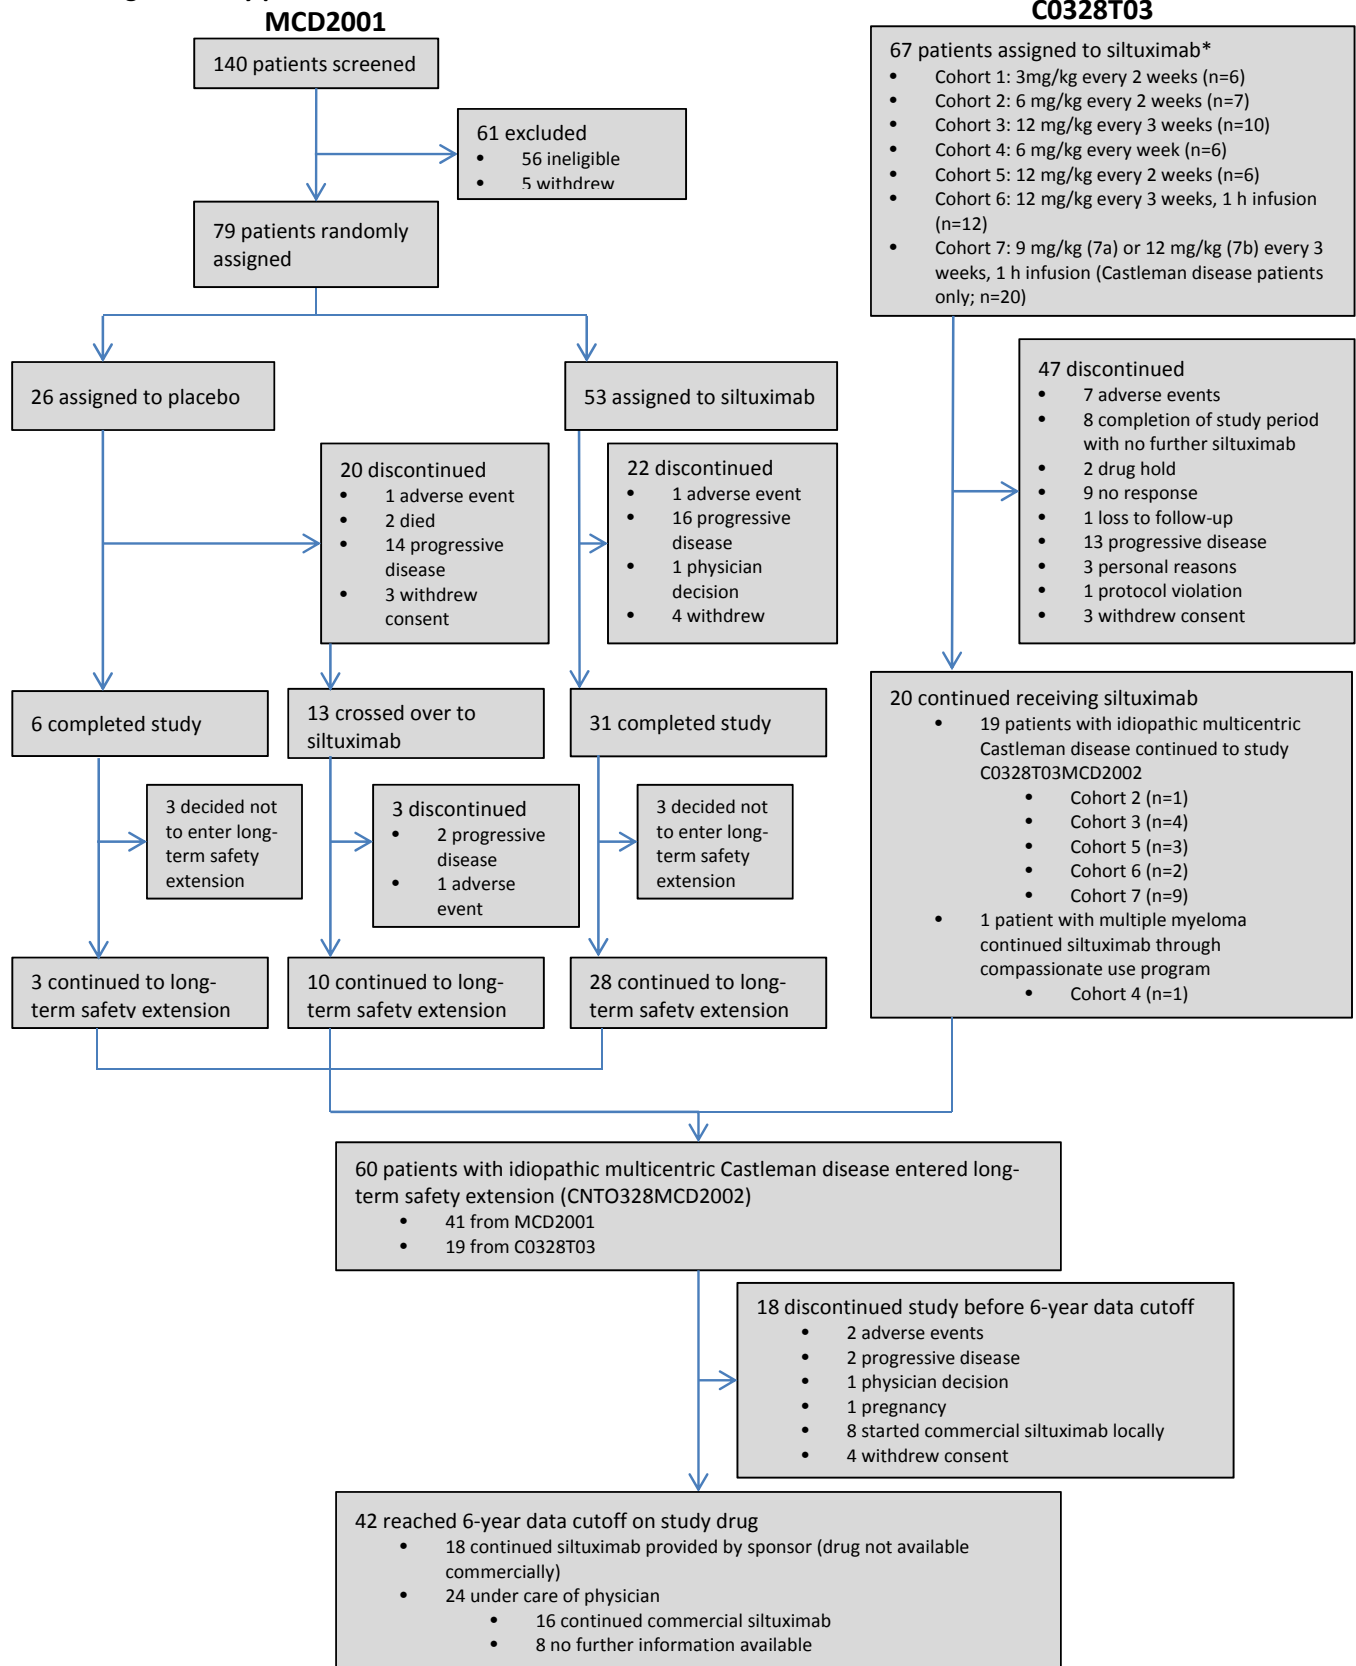 MCD2001
140 patients screened
61 excluded
• 56 ineligible
• 5 withdrew
79 patients randomly
assigned
26 assigned to placebo
53 assigned to siltuximab
20 discontinued
• 1 adverse event
• 2 died
• 14 progressive
disease
• 3 withdrew
consent
22 discontinued
• 1 adverse event
• 16 progressive
disease
• 1 physician
decision
• 4 withdrew
6 completed study
13 crossed over to
siltuximab
31 completed study
3 decided not
to enter long-
term safety
extension
3 discontinued
• 2 progressive
disease
• 1 adverse
event
3 decided not
to enter long-
term safety
extension
3 continued to long-
term safety extension
10 continued to long-
term safety extension
28 continued to long-
term safety extension
C0328T03
67 patients assigned to siltuximab*
• Cohort 1: 3mg/kg every 2 weeks (n=6)
• Cohort 2: 6 mg/kg every 2 weeks (n=7)
• Cohort 3: 12 mg/kg every 3 weeks (n=10)
• Cohort 4: 6 mg/kg every week (n=6)
• Cohort 5: 12 mg/kg every 2 weeks (n=6)
• Cohort 6: 12 mg/kg every 3 weeks, 1 h infusion
(n=12)
• Cohort 7: 9 mg/kg (7a) or 12 mg/kg (7b) every 3
weeks, 1 h infusion (Castleman disease patients
only; n=20)
47 discontinued
• 7 adverse events
• 8 completion of study period
with no further siltuximab
• 2 drug hold
• 9 no response
• 1 loss to follow-up
• 13 progressive disease
• 3 personal reasons
• 1 protocol violation
• 3 withdrew consent
20 continued receiving siltuximab
• 19 patients with idiopathic multicentric
Castleman disease continued to study
C0328T03MCD2002
• Cohort 2 (n=1)
• Cohort 3 (n=4)
• Cohort 5 (n=3)
• Cohort 6 (n=2)
• Cohort 7 (n=9)
• 1 patient with multiple myeloma
continued siltuximab through
compassionate use program
• Cohort 4 (n=1)
60 patients with idiopathic multicentric Castleman disease entered long-
term safety extension (CNTO328MCD2002)
• 41 from MCD2001
• 19 from C0328T03
18 discontinued study before 6-year data cutoff
• 2 adverse events
• 2 progressive disease
• 1 physician decision
• 1 pregnancy
• 8 started commercial siltuximab locally
• 4 withdrew consent
42 reached 6-year data cutoff on study drug
• 18 continued siltuximab provided by sponsor (drug not available
commercially)
• 24 under care of physician
• 16 continued commercial siltuximab
• 8 no further information available